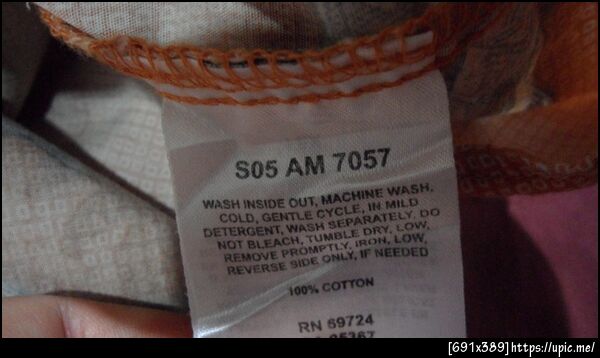 S05 AM 7057
WASH INSIDE OUT, MACHINE WASH,
COLD, GENTLE CYCLE, IN MILD
DETERGENT, WASH SEPARATELY, DO
NOT BLEACH, TUMBLE DRY, LOW,
REMOVE PROMPTLY, IRON, LOW,
REVERSE SIDE ONLY, IF NEEDED
100% COTTON
RN 59724
[691x389]https://upic.me/